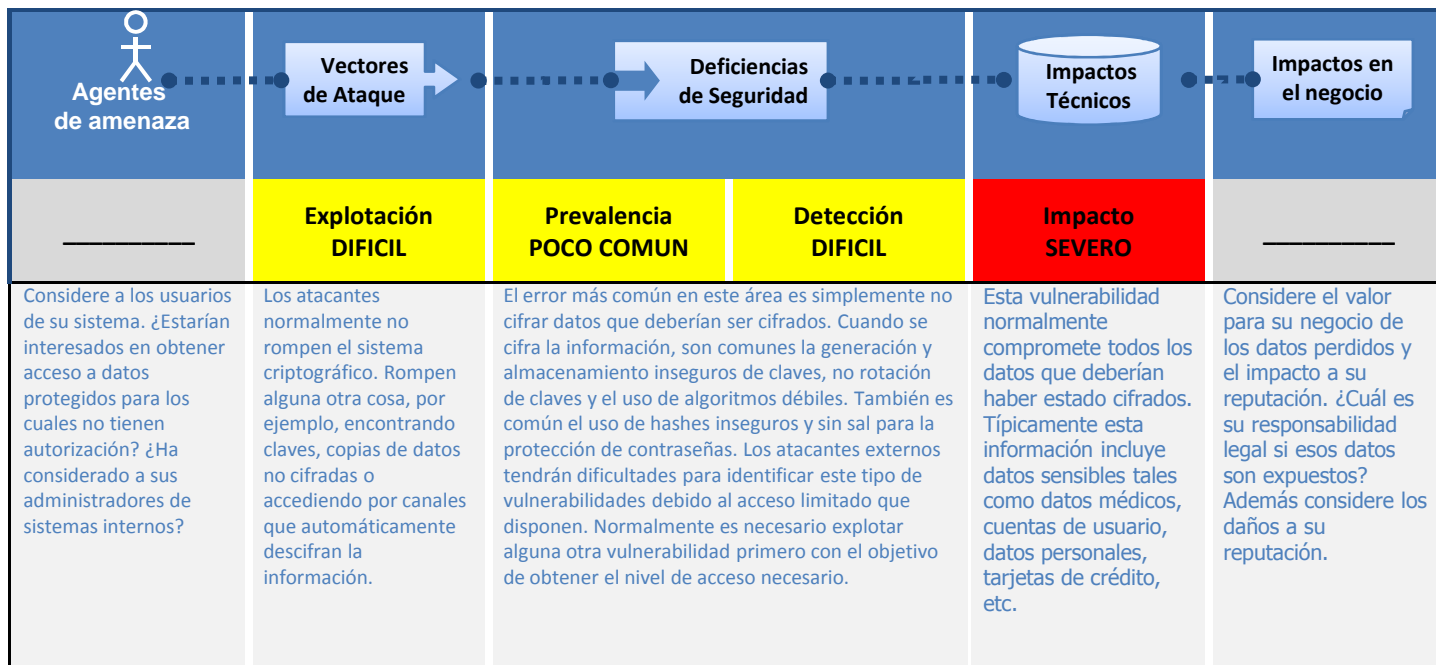 Agentes
de amenaza
Vectores
de Ataque
Deficiencias
de Seguridad
Impactos
Técnicos
Impactos en
el negocio
__________
Explotación
DIFICIL
Prevalencia
POCO COMUN
Detección
DIFICIL
Impacto
SEVERO
__________
Considere a los usuarios
de su sistema. ¿Estarían
interesados en obtener
acceso a datos
protegidos para los
cuales no tienen
autorización? ¿Ha
considerado a sus
administradores de
sistemas internos?
Los atacantes
normalmente no
rompen el sistema
criptográfico. Rompen
alguna otra cosa, por
ejemplo, encontrando
claves, copias de datos
no cifradas o
accediendo por canales
que automáticamente
descifran la
información.
El error más común en este área es simplemente no
cifrar datos que deberían ser cifrados. Cuando se
cifra la información, son comunes la generación y
almacenamiento inseguros de claves, no rotación
de claves y el uso de algoritmos débiles. También es
común el uso de hashes inseguros y sin sal para la
protección de contraseñas. Los atacantes externos
tendrán dificultades para identificar este tipo de
vulnerabilidades debido al acceso limitado que
disponen. Normalmente es necesario explotar
alguna otra vulnerabilidad primero con el objetivo
de obtener el nivel de acceso necesario.
Esta vulnerabilidad
normalmente
compromete todos los
datos que deberían
haber estado cifrados.
Típicamente esta
información incluye
datos sensibles tales
como datos médicos,
cuentas de usuario,
datos personales,
tarjetas de crédito,
etc.
Considere el valor
para su negocio de
los datos perdidos y
el impacto a su
reputación. ¿Cuál es
su responsabilidad
legal si esos datos
son expuestos?
Además considere los
daños a su
reputación.